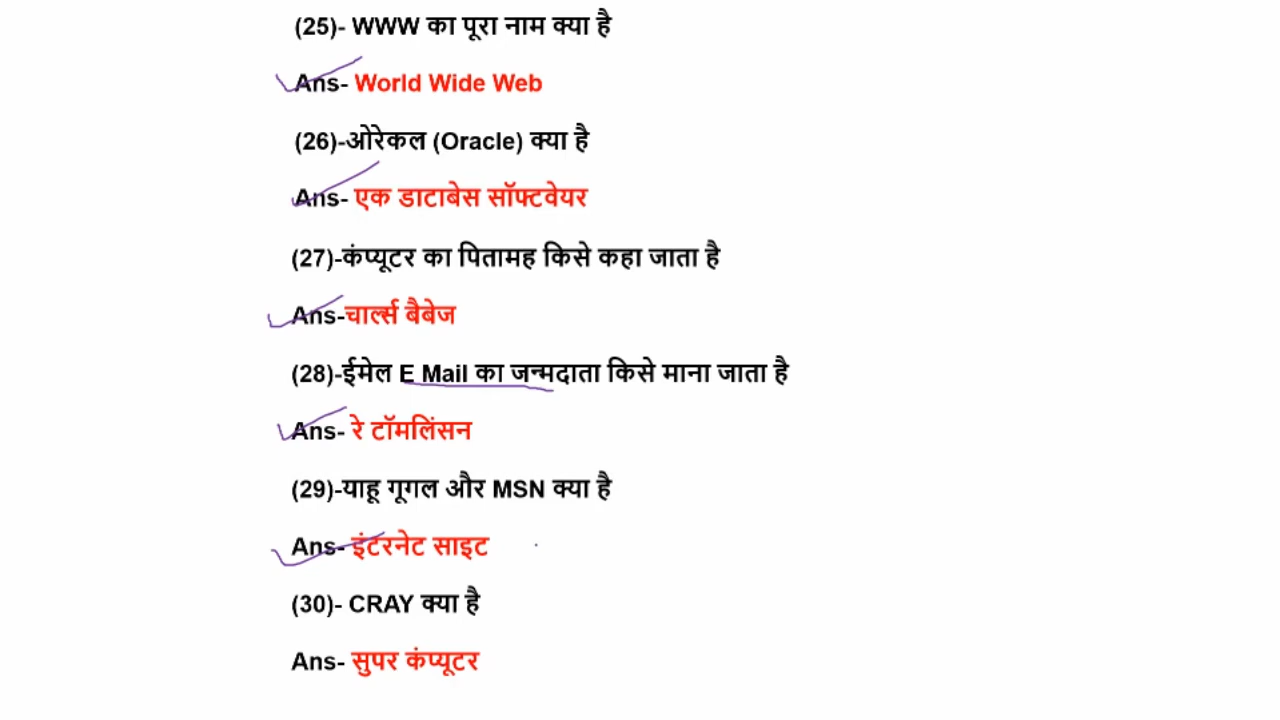 (25)- WWW का पूरा नाम क्या है
Ans- World Wide Web
(26)-ओरेकल (Oracle) क्या है
Ans- एक डाटाबेस सॉफ्टवेयर
(27)-कंप्यूटर का पितामह किसे कहा जाता है
Ans-चार्ल्स बैबेज
(28)-ईमेल E Mail का जन्मदाता किसे माना जाता है
Ans- रे टॉमलिंसन
(29)-याहू गूगल और MSN क्या है
Ans- इंटरनेट साइट
(30)- CRAY क्या है
Ans- सुपर कंप्यूटर